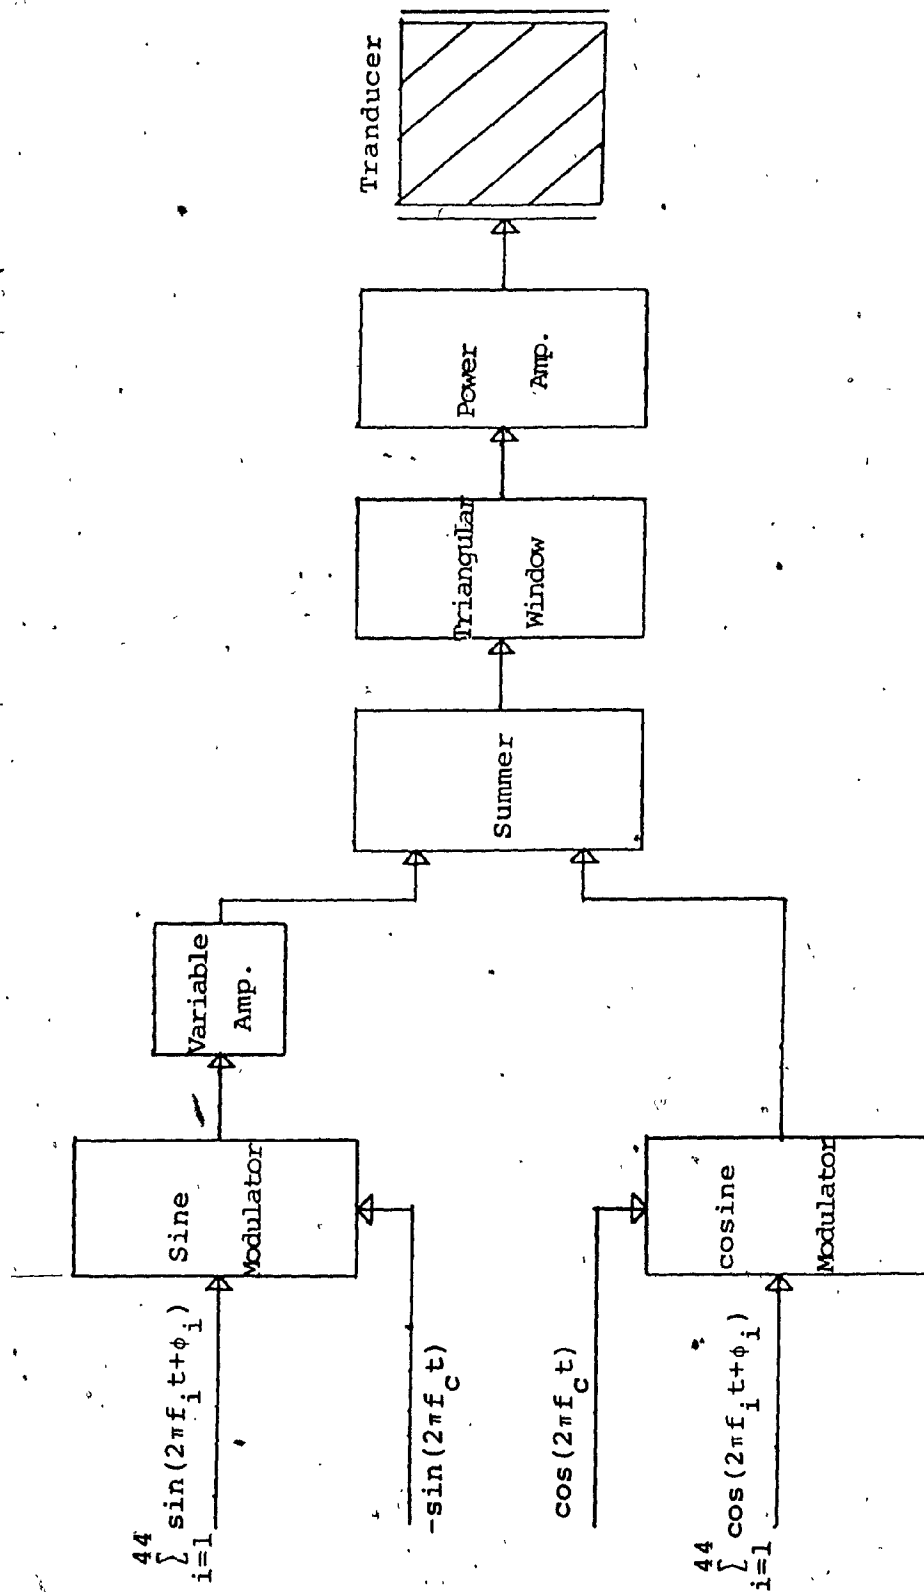 44
∑ sin(2πf_i t+ϕ_i)
i=1
-sin(2πf_c t)
cos(2πf_c t)
44
∑ cos(2πf_i t+ϕ_i)
i=1
Sine
Modulator
cosine
Modulator
Variable
Amp.
Summer
Triangular
Window
Power
Amp.
Tranducer